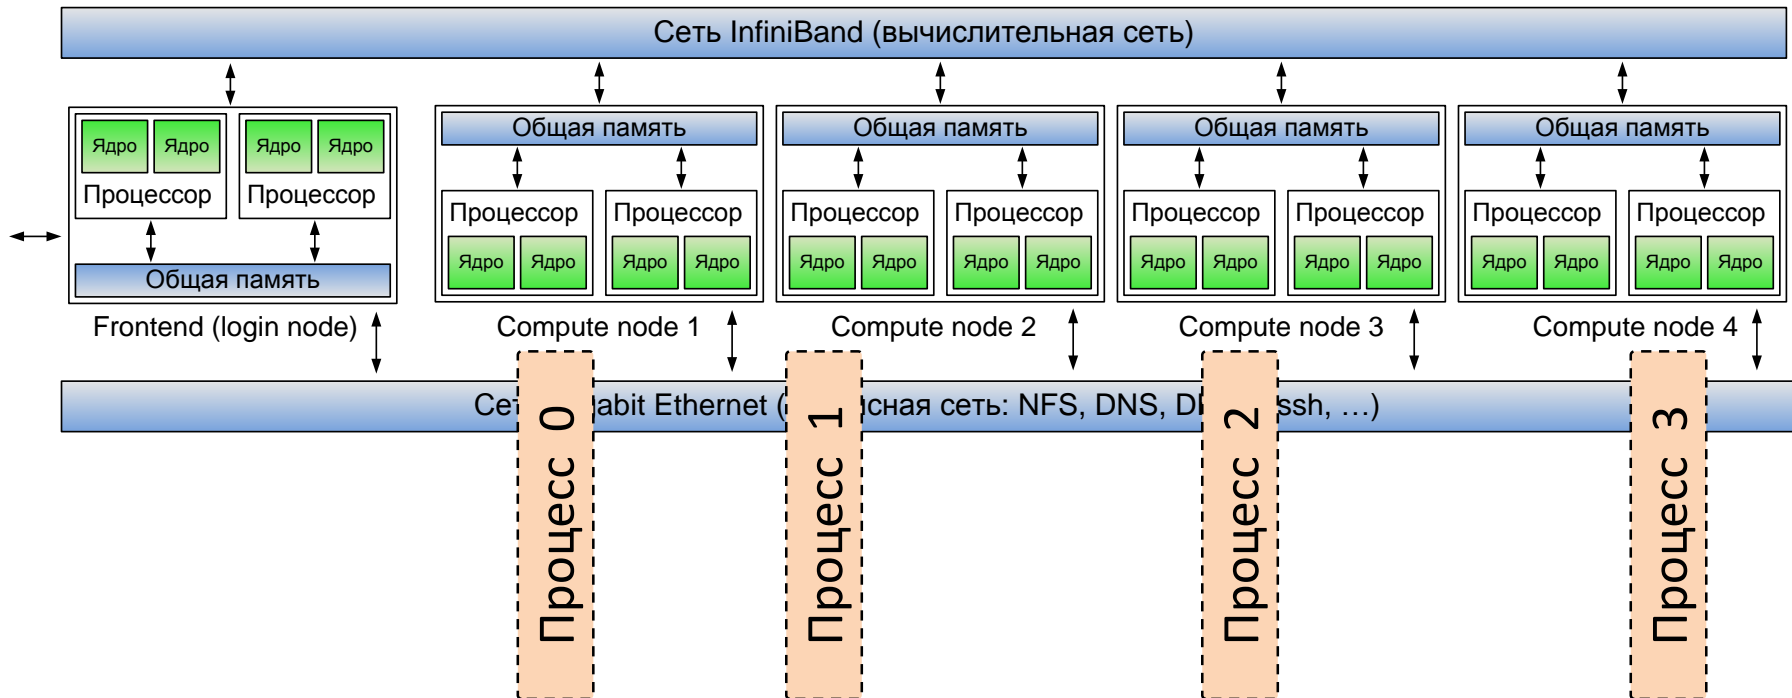 Сеть InfiniBand (вычислительная сеть)
Ядро Ядро Ядро Ядро
Процессор Процессор
Общая память
Frontend (login node)
Общая память
Процессор Процессор
Ядро Ядро Ядро Ядро
Compute node 1
Общая память
Процессор Процессор
Ядро Ядро Ядро Ядро
Compute node 2
Общая память
Процессор Процессор
Ядро Ядро Ядро Ядро
Compute node 3
Общая память
Процессор Процессор
Ядро Ядро Ядро Ядро
Compute node 4
Ethernet ( сеть: NFS, DNS, ssh, …)
Процесс 0
Процесс 1
Процесс 2
Процесс 3